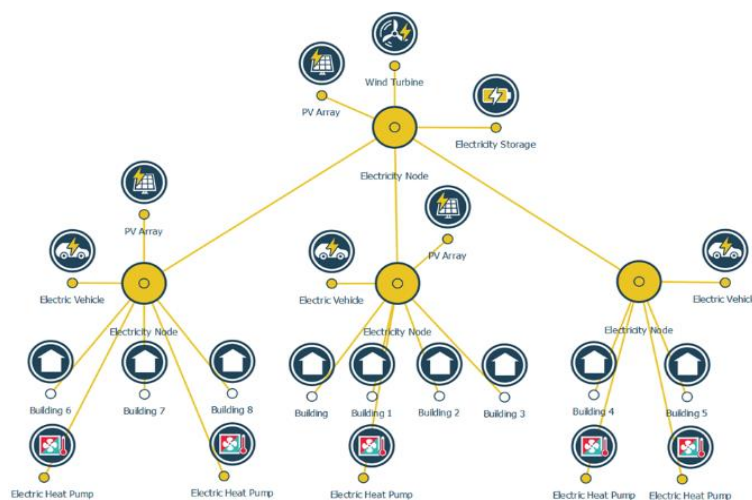 Wind Turbine
PV Array
Electricity Storage
Electricity Node
PV Array
PV Array
Electric Vehicle
Electric Vehicle
Electric Vehicle
Electricity Node
Electricity Node
Electricity Node
Building 6
Building 7
Building 8
Building
Building 1
Building 2
Building 3
Building 4
Building 5
Electric Heat Pump
Electric Heat Pump
Electric Heat Pump
Electric Heat Pump
Electric Heat Pump